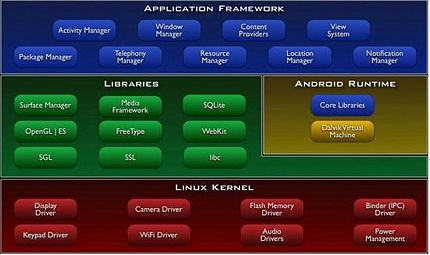 APPLICATION FRAMEWORK
Activity Manager
Window
Manager
Content
Providers
View
System
Package Manager
Telephony
Manager
Resource
Manager
Location
Manager
Notification
Manager
LIBRARIES
Surface Manager
Media
Framework
SQLite
OpenGL | ES
FreeType
WebKit
SGL
SSL
libc
ANDROID RUNTIME
Core Libraries
Dalvik Virtual
Machine
LINUX KERNEL
Display
Driver
Camera Driver
Flash Memory
Driver
Binder (IPC)
Driver
Keypad Driver
WiFi Driver
Audio
Drivers
Power
Management